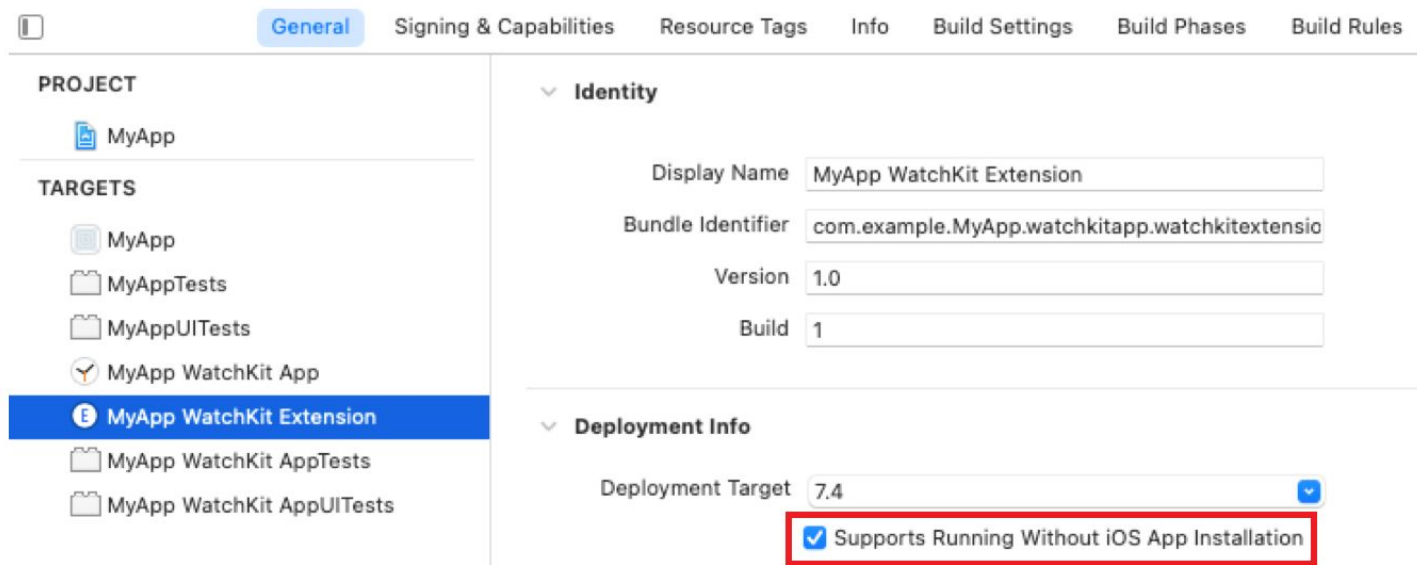 General Signing & Capabilities Resource Tags Info Build Settings Build Phases Build Rules
PROJECT
MyApp
TARGETS
MyApp
MyAppTests
MyAppUITests
MyApp WatchKit App
MyApp WatchKit Extension
MyApp WatchKit AppTests
MyApp WatchKit AppUITests
Identity
Display Name MyApp WatchKit Extension
Bundle Identifier com.example.MyApp.watchkitapp.watchkitextensio
Version 1.0
Build 1
Deployment Info
Deployment Target 7.4
Supports Running Without iOS App Installation